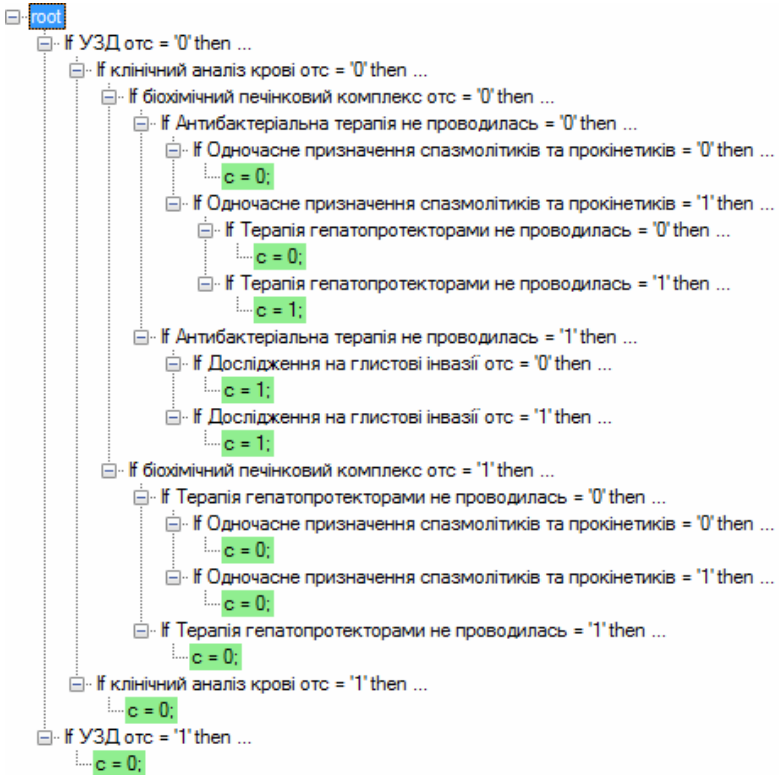 root
If УЗД отс = '0' then ...
If клінічний аналіз крові отс = '0' then ...
If біохімічний печінковий комплекс отс = '0' then ...
If Антибактеріальна терапія не проводилась = '0' then ...
If Одночасне призначення спазмолітиків та прокінетиків = '0' then ...
c = 0;
If Одночасне призначення спазмолітиків та прокінетиків = '1' then ...
If Терапія гепатопротекторами не проводилась = '0' then ...
c = 0;
If Терапія гепатопротекторами не проводилась = '1' then ...
c = 1;
If Антибактеріальна терапія не проводилась = '1' then ...
If Дослідження на глистові інвазії отс = '0' then ...
c = 1;
If Дослідження на глистові інвазії отс = '1' then ...
c = 1;
If біохімічний печінковий комплекс отс = '1' then ...
If Терапія гепатопротекторами не проводилась = '0' then ...
If Одночасне призначення спазмолітиків та прокінетиків = '0' then ...
c = 0;
If Одночасне призначення спазмолітиків та прокінетиків = '1' then ...
c = 0;
If Терапія гепатопротекторами не проводилась = '1' then ...
c = 0;
If клінічний аналіз крові отс = '1' then ...
c = 0;
If УЗД отс = '1' then ...
c = 0;